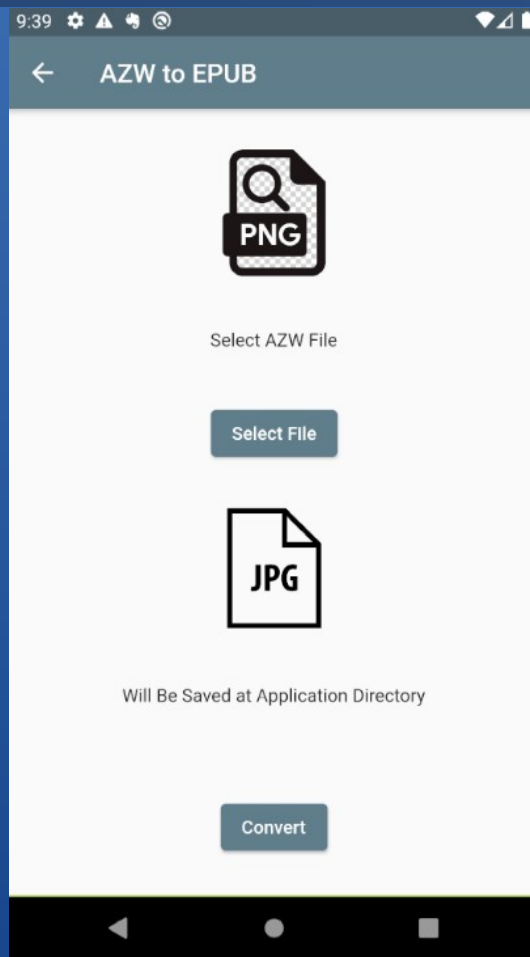 9:39
AZW to EPUB
PNG
Select AZW File
Select FIle
JPG
Will Be Saved at Application Directory
Convert